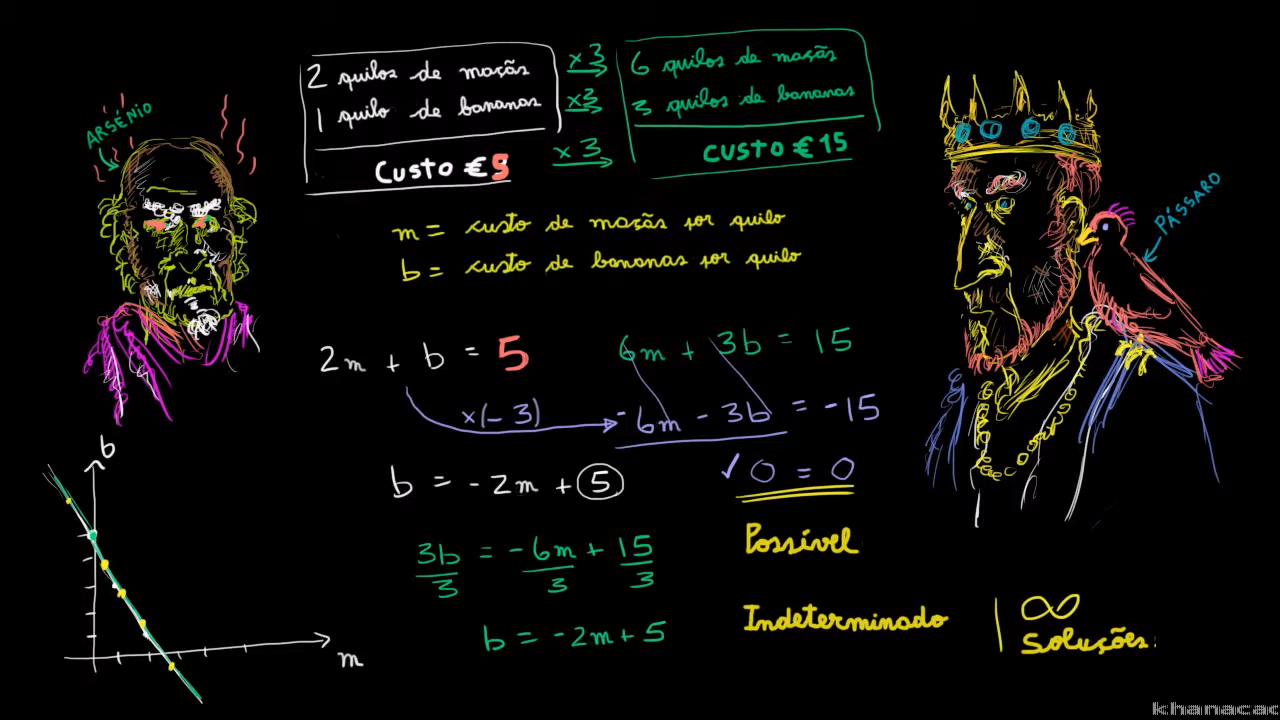 2 quilos de maçãs
1 quilo de bananas
Custo € 5
×3
×3
×3
6 quilos de maçãs
3 quilos de bananas
Custo € 15
ARSÉNIO
PÁSSARO
m = custo de maçãs por quilo
b = custo de bananas por quilo
2m + b = 5
6m + 3b = 15
×(-3)
-6m - 3b = -15
✓ 0 = 0
b = -2m + 5
3b/3 = -6m/3 + 15/3
b = -2m + 5
Possível
Indeterminado | ∞
Soluções.
b
m
khanacad